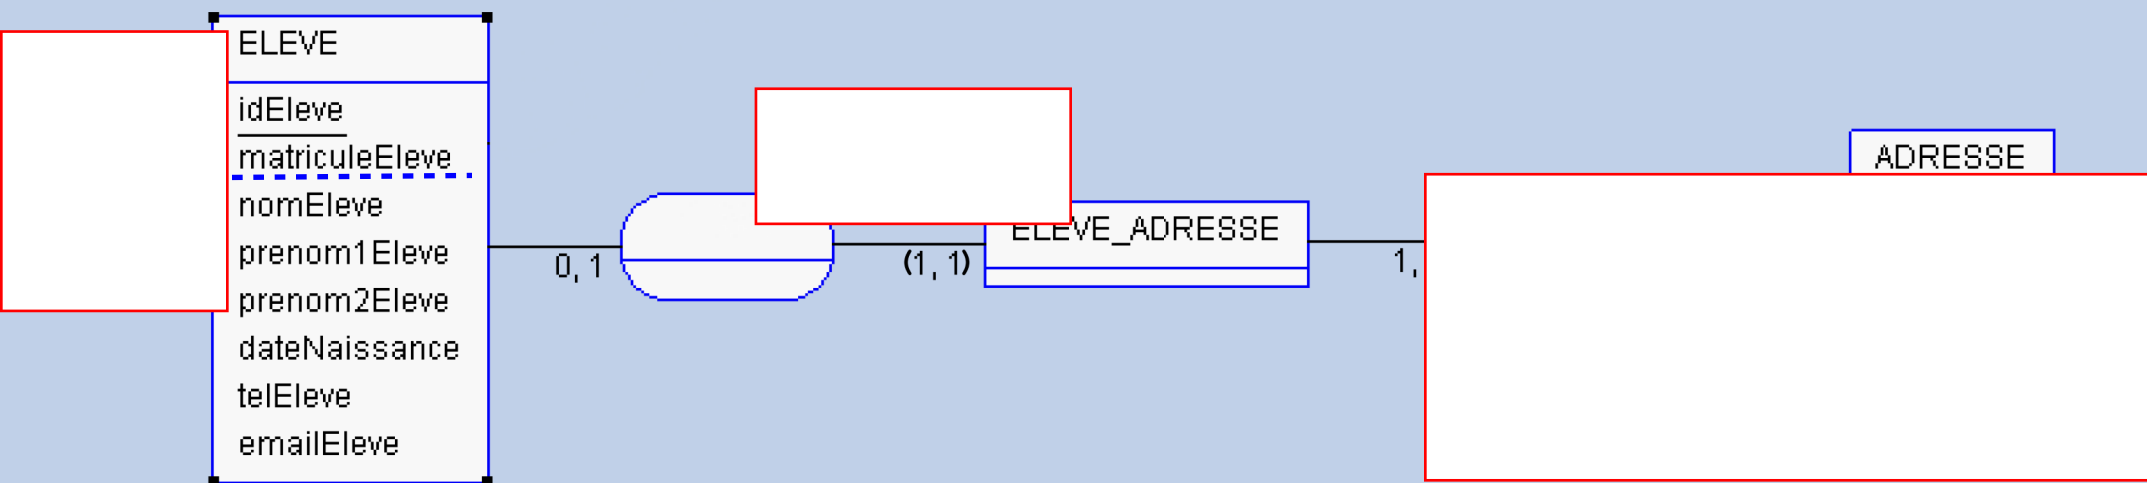 ELEVE
idEleve
matriculeEleve
nomEleve
prenom1Eleve
prenom2Eleve
dateNaissance
telEleve
emailEleve
0, 1
(1, 1)
ELEVE_ADRESSE
1,
ADRESSE